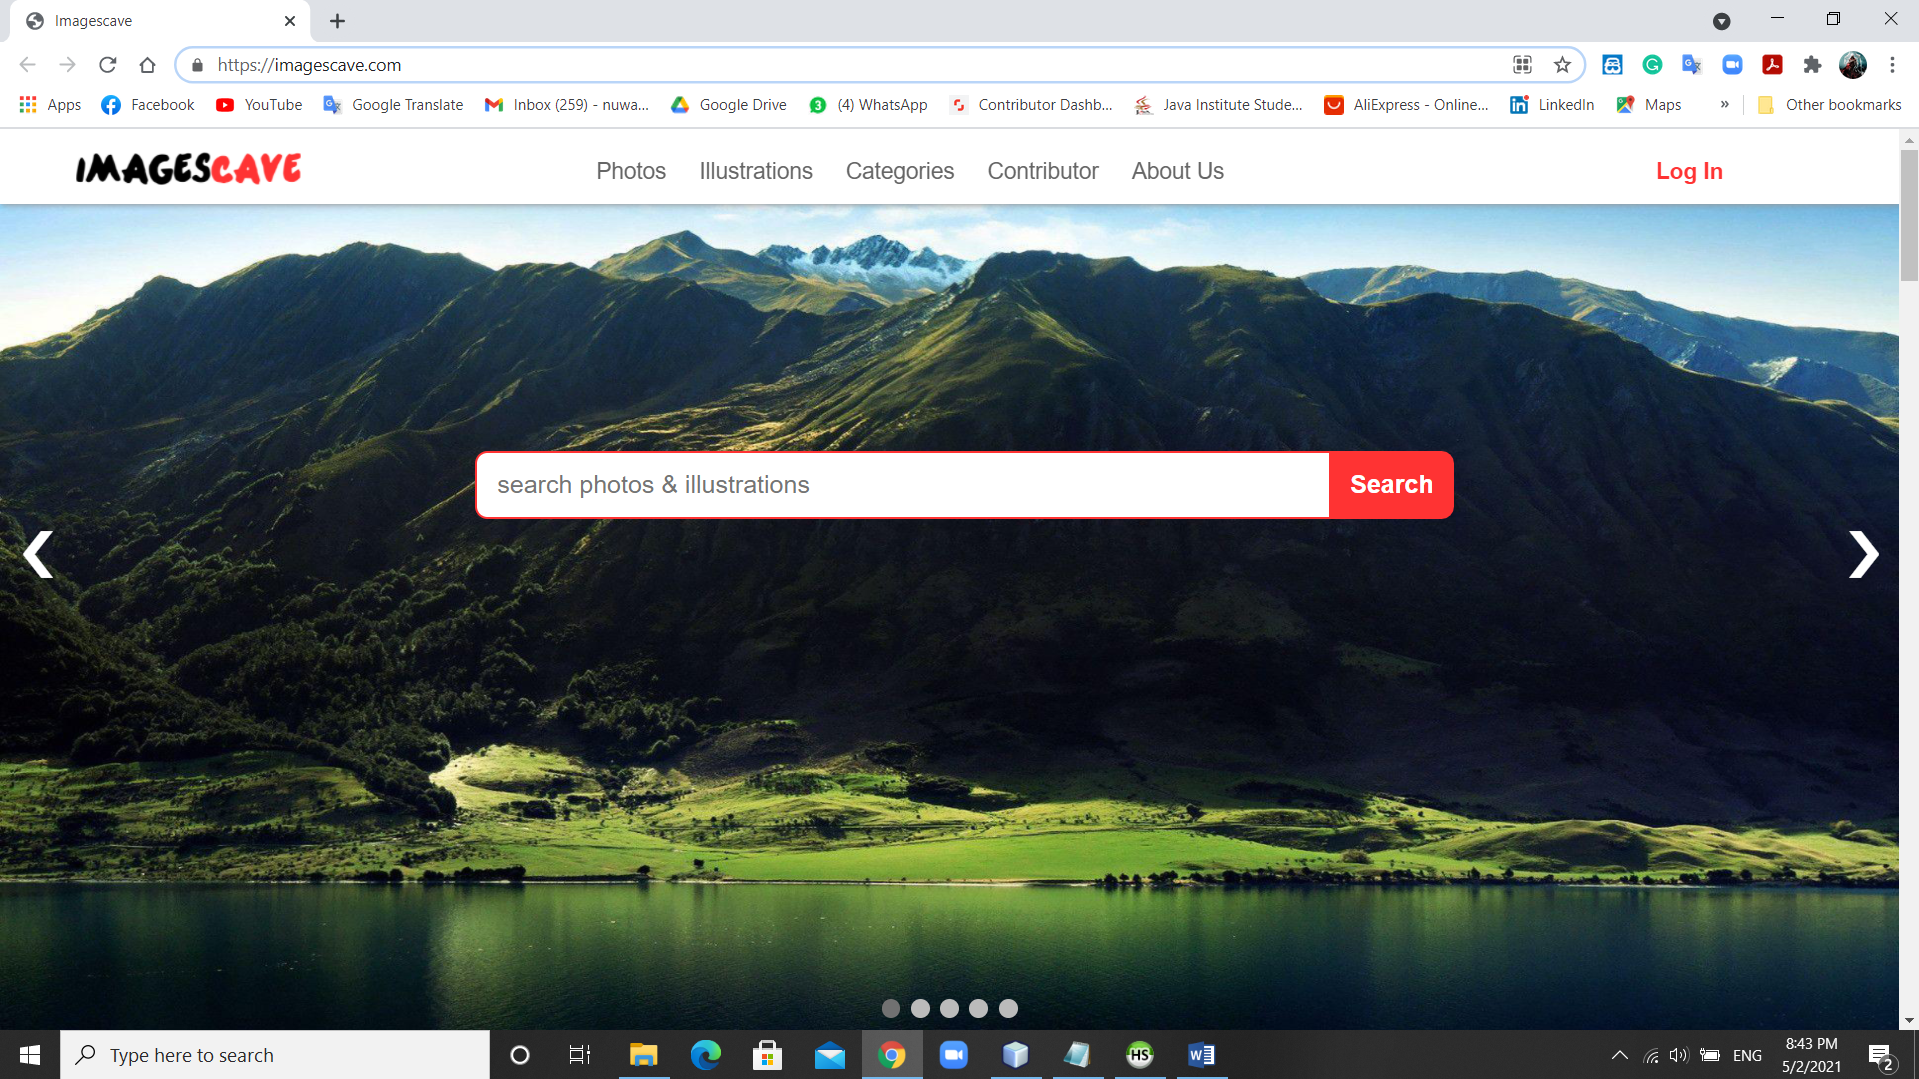 Imagescave
https://imagescave.com
Apps Facebook YouTube Google Translate Inbox (259) - nuwa... Google Drive (4) WhatsApp Contributor Dashb... Java Institute Stude... AliExpress - Online... LinkedIn Maps » Other bookmarks
IMAGESCAVE Photos Illustrations Categories Contributor About Us Log In
search photos & illustrations Search
Type here to search
HS
ENG
8:43 PM
5/2/2021
2